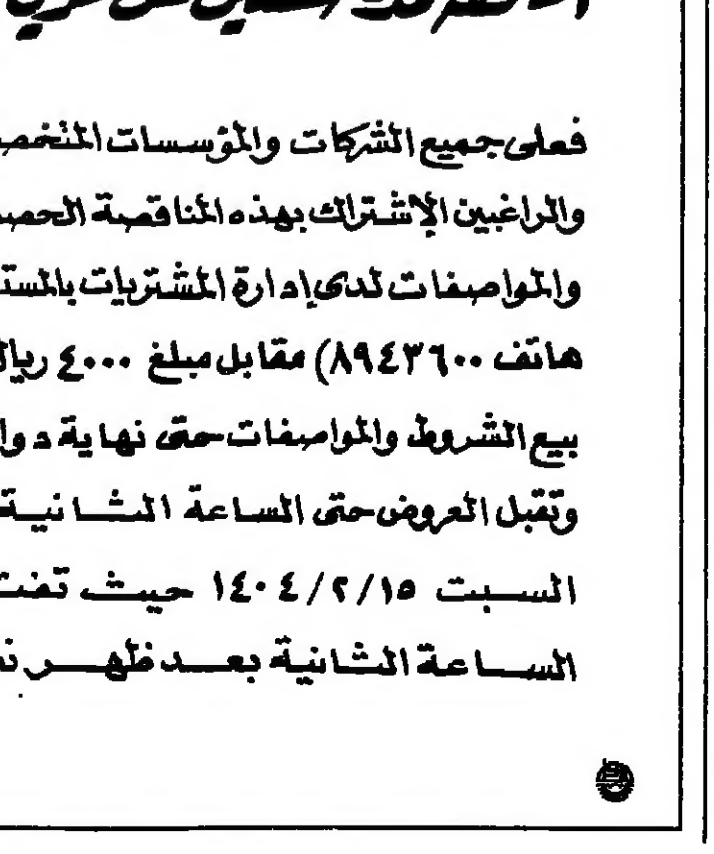 فعلى جميع الشركات والمؤسسات المتخصص
والراغبين الإشتراك بهذه المناقصة الحصو
والمواصفات لدى إدارة المشتريات بالمست
هاتف ٨٩٤٣٦٠٠) مقابل مبلغ ٤٠٠٠ ريال
بيع الشروط والمواصفات حتى نهاية دوا
وتقبل العروض حتى الساعة الثانية
السبت ١٤٠٤/٢/١٥ حيث تفت
الساعة الثانية بعد ظهر نف